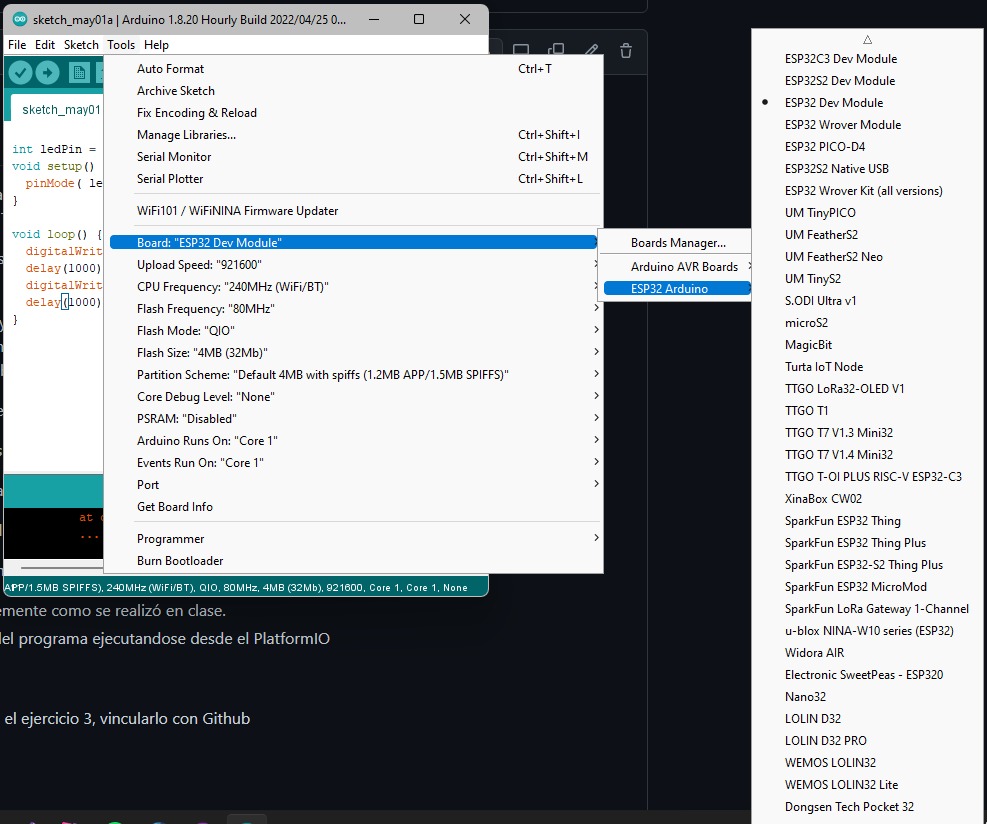 sketch_may01a | Arduino 1.8.20 Hourly Build 2022/04/25 0...
File Edit Sketch Tools Help
sketch_may01
int ledPin =
void setup()
pinMode( le
}
void loop() {
digitalWrit
delay(1000)
digitalWrit
delay(1000)
}
at
...
APP/1.5MB SPIFFS), 240MHz (WiFi/BT), QIO, 80MHz, 4MB (32Mb), 921600, Core 1, Core 1, None
Auto Format Ctrl+T
Archive Sketch
Fix Encoding & Reload
Manage Libraries... Ctrl+Shift+I
Serial Monitor Ctrl+Shift+M
Serial Plotter Ctrl+Shift+L
WiFi101 / WiFiNINA Firmware Updater
Board: "ESP32 Dev Module"
Upload Speed: "921600"
CPU Frequency: "240MHz (WiFi/BT)"
Flash Frequency: "80MHz"
Flash Mode: "QIO"
Flash Size: "4MB (32Mb)"
Partition Scheme: "Default 4MB with spiffs (1.2MB APP/1.5MB SPIFFS)"
Core Debug Level: "None"
PSRAM: "Disabled"
Arduino Runs On: "Core 1"
Events Run On: "Core 1"
Port
Get Board Info
Programmer
Burn Bootloader
Boards Manager...
Arduino AVR Boards
ESP32 Arduino
ESP32C3 Dev Module
ESP32S2 Dev Module
ESP32 Dev Module
ESP32 Wrover Module
ESP32 PICO-D4
ESP32S2 Native USB
ESP32 Wrover Kit (all versions)
UM TinyPICO
UM FeatherS2
UM FeatherS2 Neo
UM TinyS2
S.ODI Ultra v1
microS2
MagicBit
Turta IoT Node
TTGO LoRa32-OLED V1
TTGO T1
TTGO T7 V1.3 Mini32
TTGO T7 V1.4 Mini32
TTGO T-OI PLUS RISC-V ESP32-C3
XinaBox CW02
SparkFun ESP32 Thing
SparkFun ESP32 Thing Plus
SparkFun ESP32-S2 Thing Plus
SparkFun ESP32 MicroMod
SparkFun LoRa Gateway 1-Channel
u-blox NINA-W10 series (ESP32)
Widora AIR
Electronic SweetPeas - ESP320
Nano32
LOLIN D32
LOLIN D32 PRO
WEMOS LOLIN32
WEMOS LOLIN32 Lite
Dongsen Tech Pocket 32
emente como se realizó en clase.
del programa ejecutandose desde el PlatformIO
el ejercicio 3, vincularlo con Github